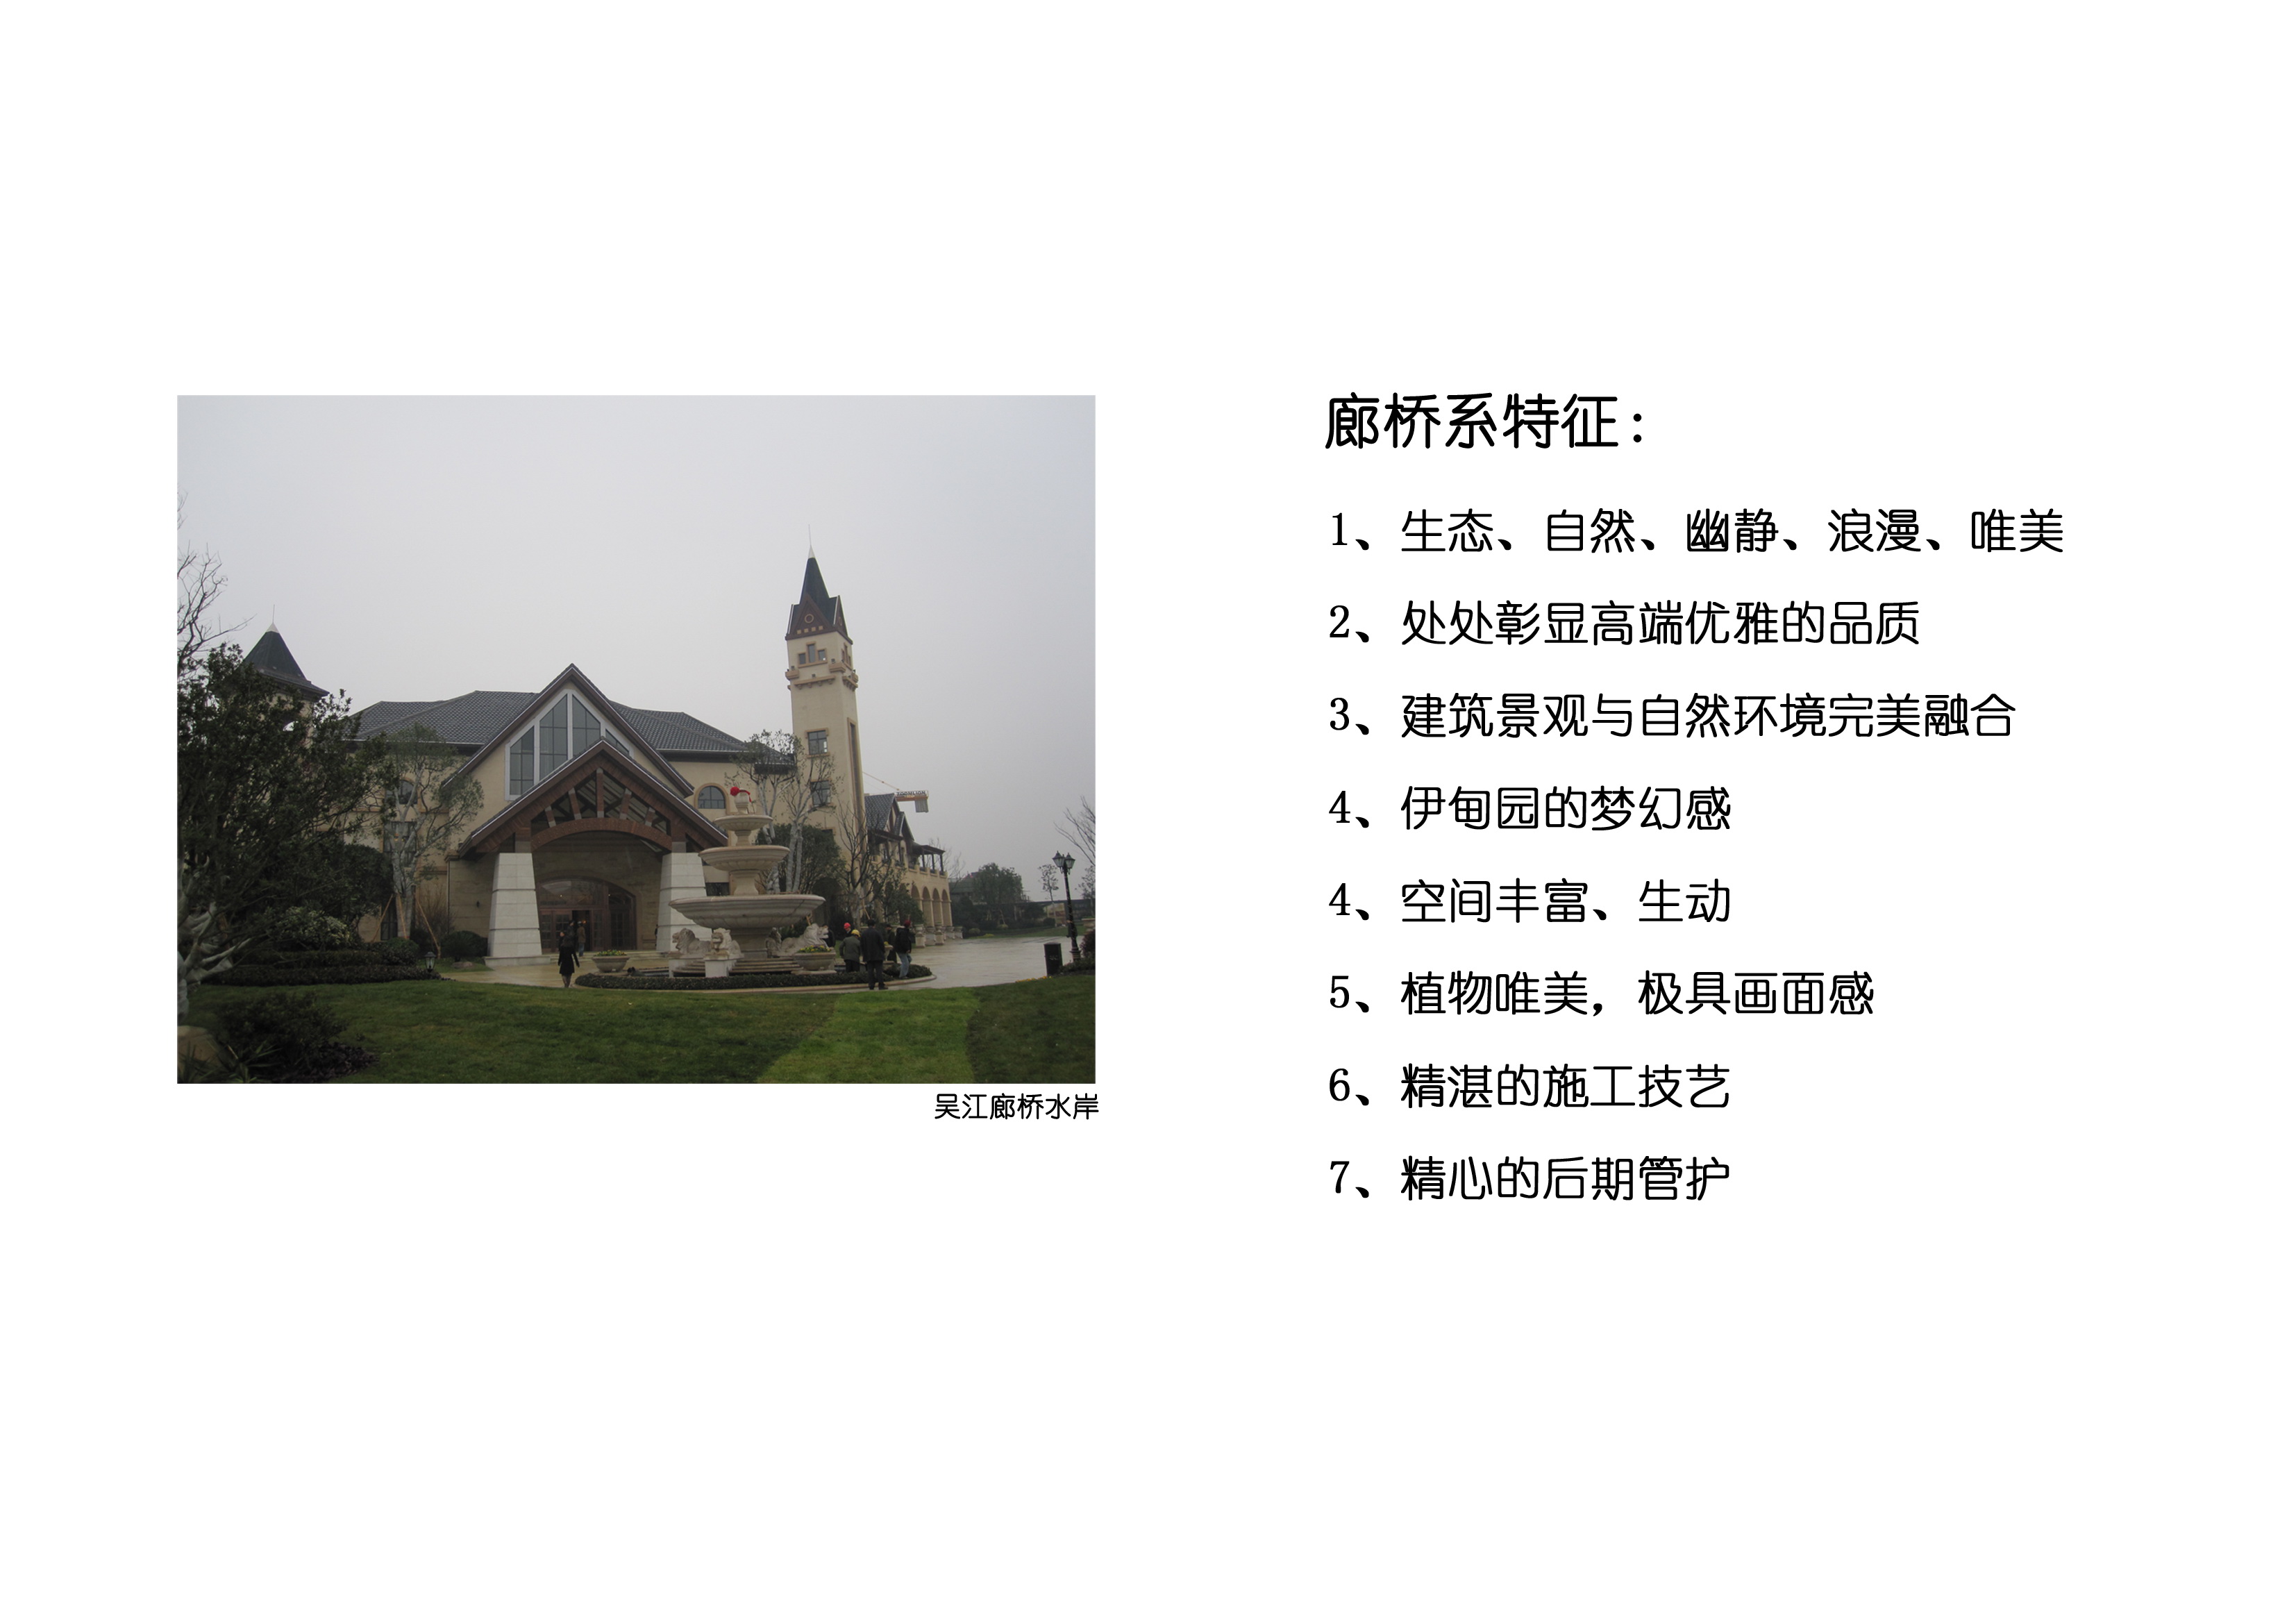 廊桥系特征：
1、生态、自然、幽静、浪漫、唯美
2、处处彰显高端优雅的品质
3、建筑景观与自然环境完美融合
4、伊甸园的梦幻感
4、空间丰富、生动
5、植物唯美，极具画面感
6、精湛的施工技艺
7、精心的后期管护
吴江廊桥水岸